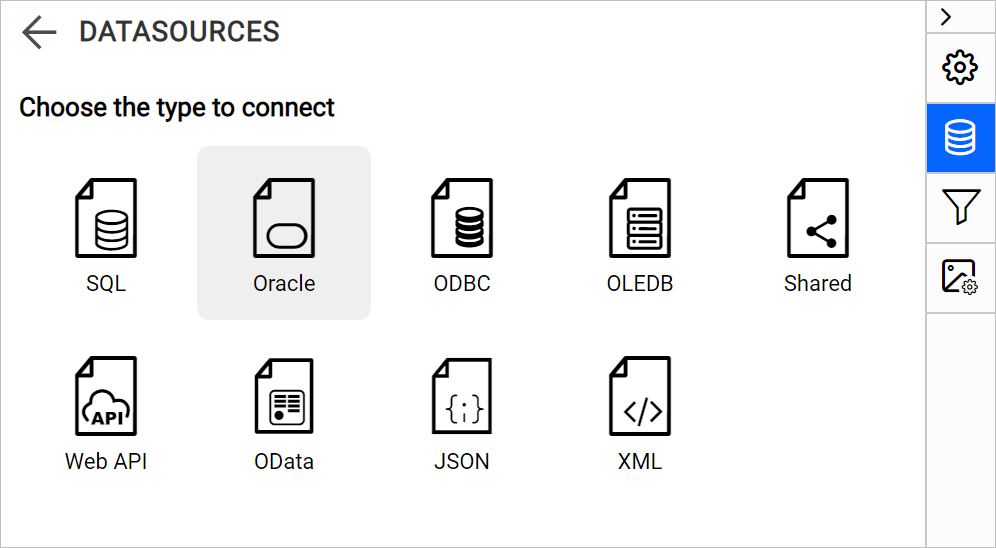 DATASOURCES
Choose the type to connect
SQL
Oracle
ODBC
OLEDB
Shared
API
{;}
</>
Web API
OData
JSON
XML